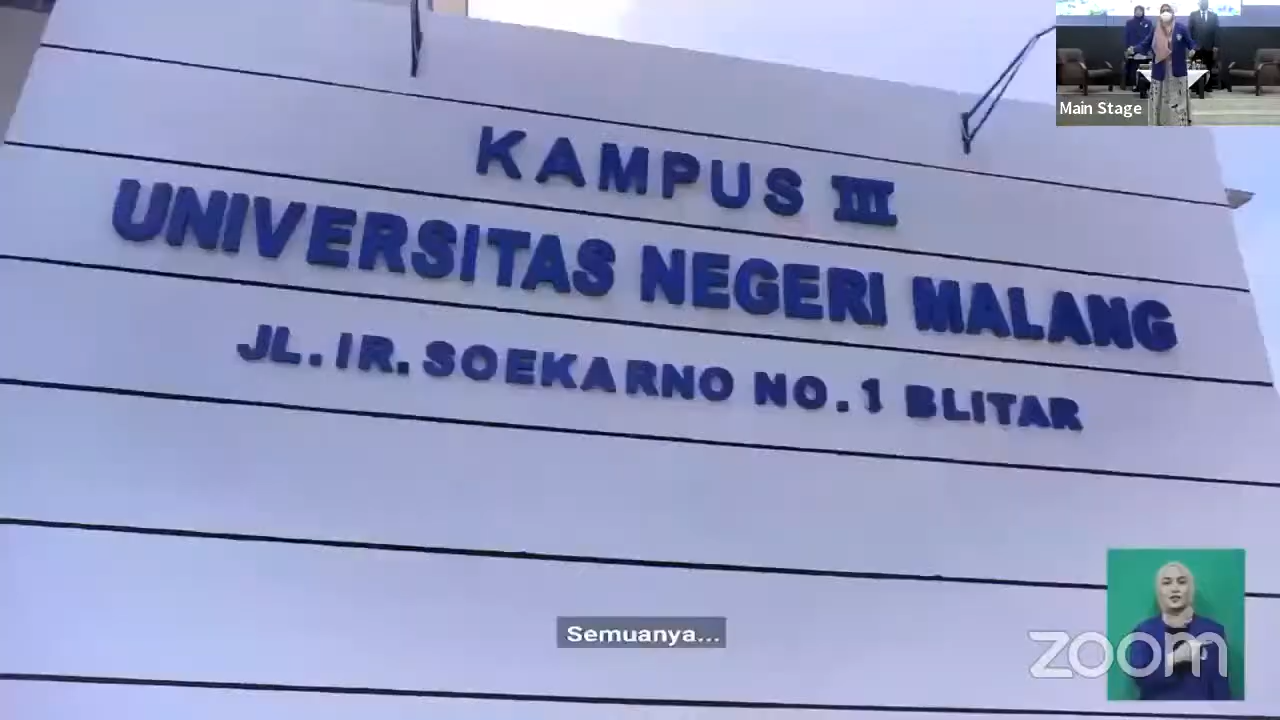 Main Stage
KAMPUS III
UNIVERSITAS NEGERI MALANG
JL. IR. SOEKARNO NO. 1 BLITAR
Semuanya...
zoom